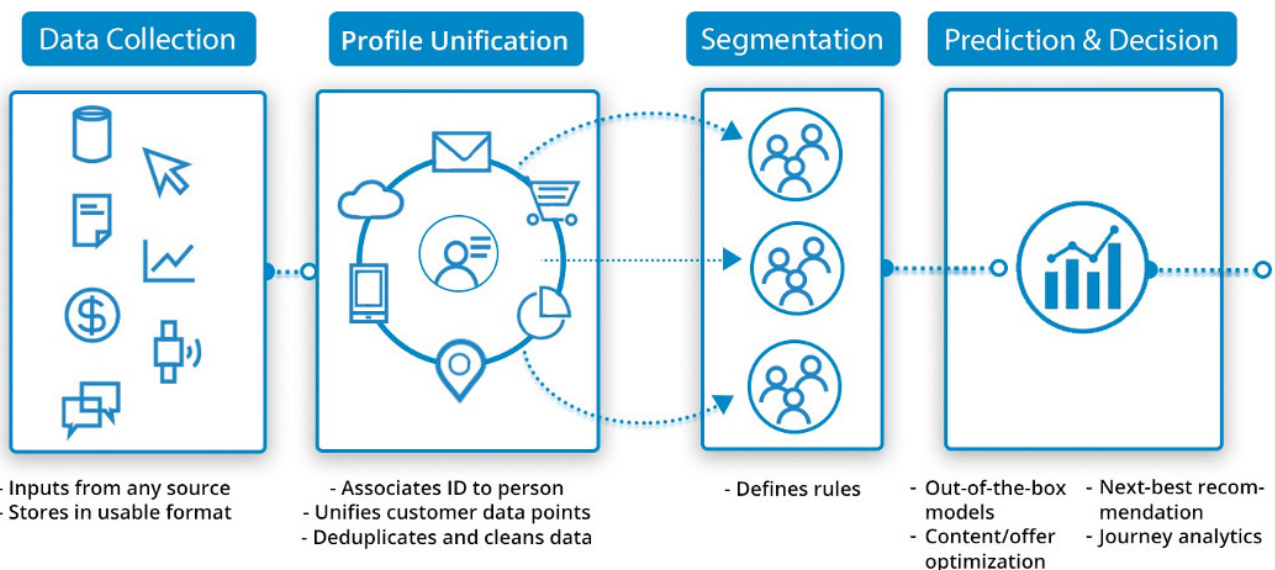 Data Collection
Profile Unification
Segmentation
Prediction & Decision
$
- Inputs from any source
- Stores in usable format
- Associates ID to person
- Unifies customer data points
- Deduplicates and cleans data
- Defines rules
- Out-of-the-box
models
- Content/offer
optimization
- Next-best recom-
mendation
- Journey analytics